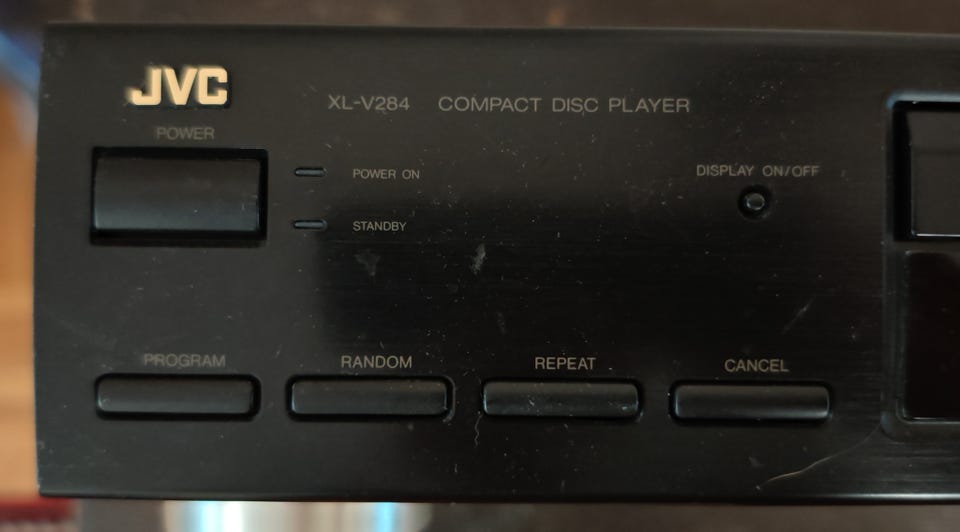 JVC
XL-V284 COMPACT DISC PLAYER
POWER
POWER ON
DISPLAY ON/OFF
STANDBY
PROGRAM RANDOM REPEAT CANCEL